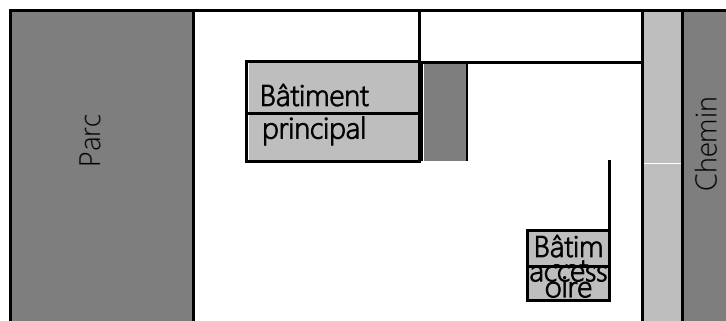 Parc
Bâtiment
principal
Chemin
Bâtim
access
oire